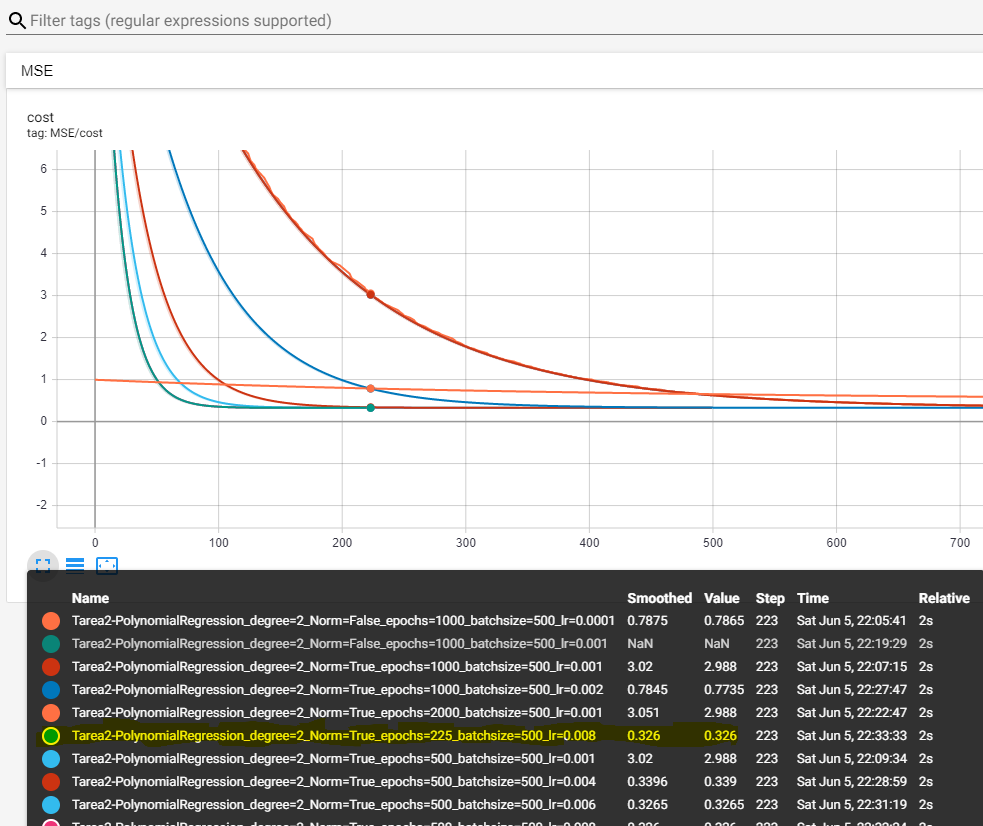 Filter tags (regular expressions supported)
MSE
cost
tag: MSE/cost
6
5
4
3
2
1
0
-1
-2
0 100 200 300 400 500 600 700
Name Smoothed Value Step Time Relative
Tarea2-PolynomialRegression_degree=2_Norm=False_epochs=1000_batchsize=500_lr=0.0001 0.7875 0.7865 223 Sat Jun 5, 22:05:41 2s
Tarea2-PolynomialRegression_degree=2_Norm=False_epochs=1000_batchsize=500_lr=0.001 NaN NaN 223 Sat Jun 5, 22:19:29 2s
Tarea2-PolynomialRegression_degree=2_Norm=True_epochs=1000_batchsize=500_lr=0.001 3.02 2.988 223 Sat Jun 5, 22:07:15 2s
Tarea2-PolynomialRegression_degree=2_Norm=True_epochs=1000_batchsize=500_lr=0.002 0.7845 0.7735 223 Sat Jun 5, 22:27:47 2s
Tarea2-PolynomialRegression_degree=2_Norm=True_epochs=2000_batchsize=500_lr=0.001 3.051 2.988 223 Sat Jun 5, 22:22:47 2s
Tarea2-PolynomialRegression_degree=2_Norm=True_epochs=225_batchsize=500_lr=0.008 0.326 0.326 223 Sat Jun 5, 22:33:33 2s
Tarea2-PolynomialRegression_degree=2_Norm=True_epochs=500_batchsize=500_lr=0.001 3.02 2.988 223 Sat Jun 5, 22:09:34 2s
Tarea2-PolynomialRegression_degree=2_Norm=True_epochs=500_batchsize=500_lr=0.004 0.3396 0.339 223 Sat Jun 5, 22:28:59 2s
Tarea2-PolynomialRegression_degree=2_Norm=True_epochs=500_batchsize=500_lr=0.006 0.3265 0.3265 223 Sat Jun 5, 22:31:19 2s